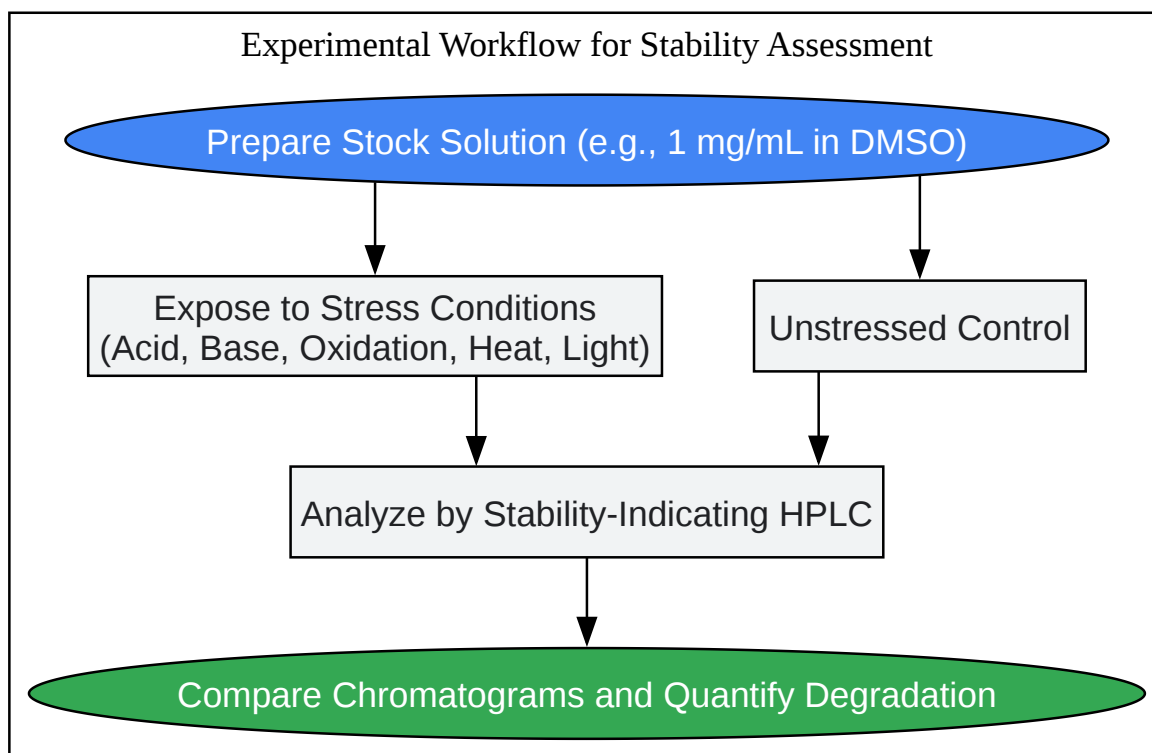 Experimental Workflow for Stability Assessment
Prepare Stock Solution (e.g., 1 mg/mL in DMSO)
Expose to Stress Conditions
(Acid, Base, Oxidation, Heat, Light)
Unstressed Control
Analyze by Stability-Indicating HPLC
Compare Chromatograms and Quantify Degradation